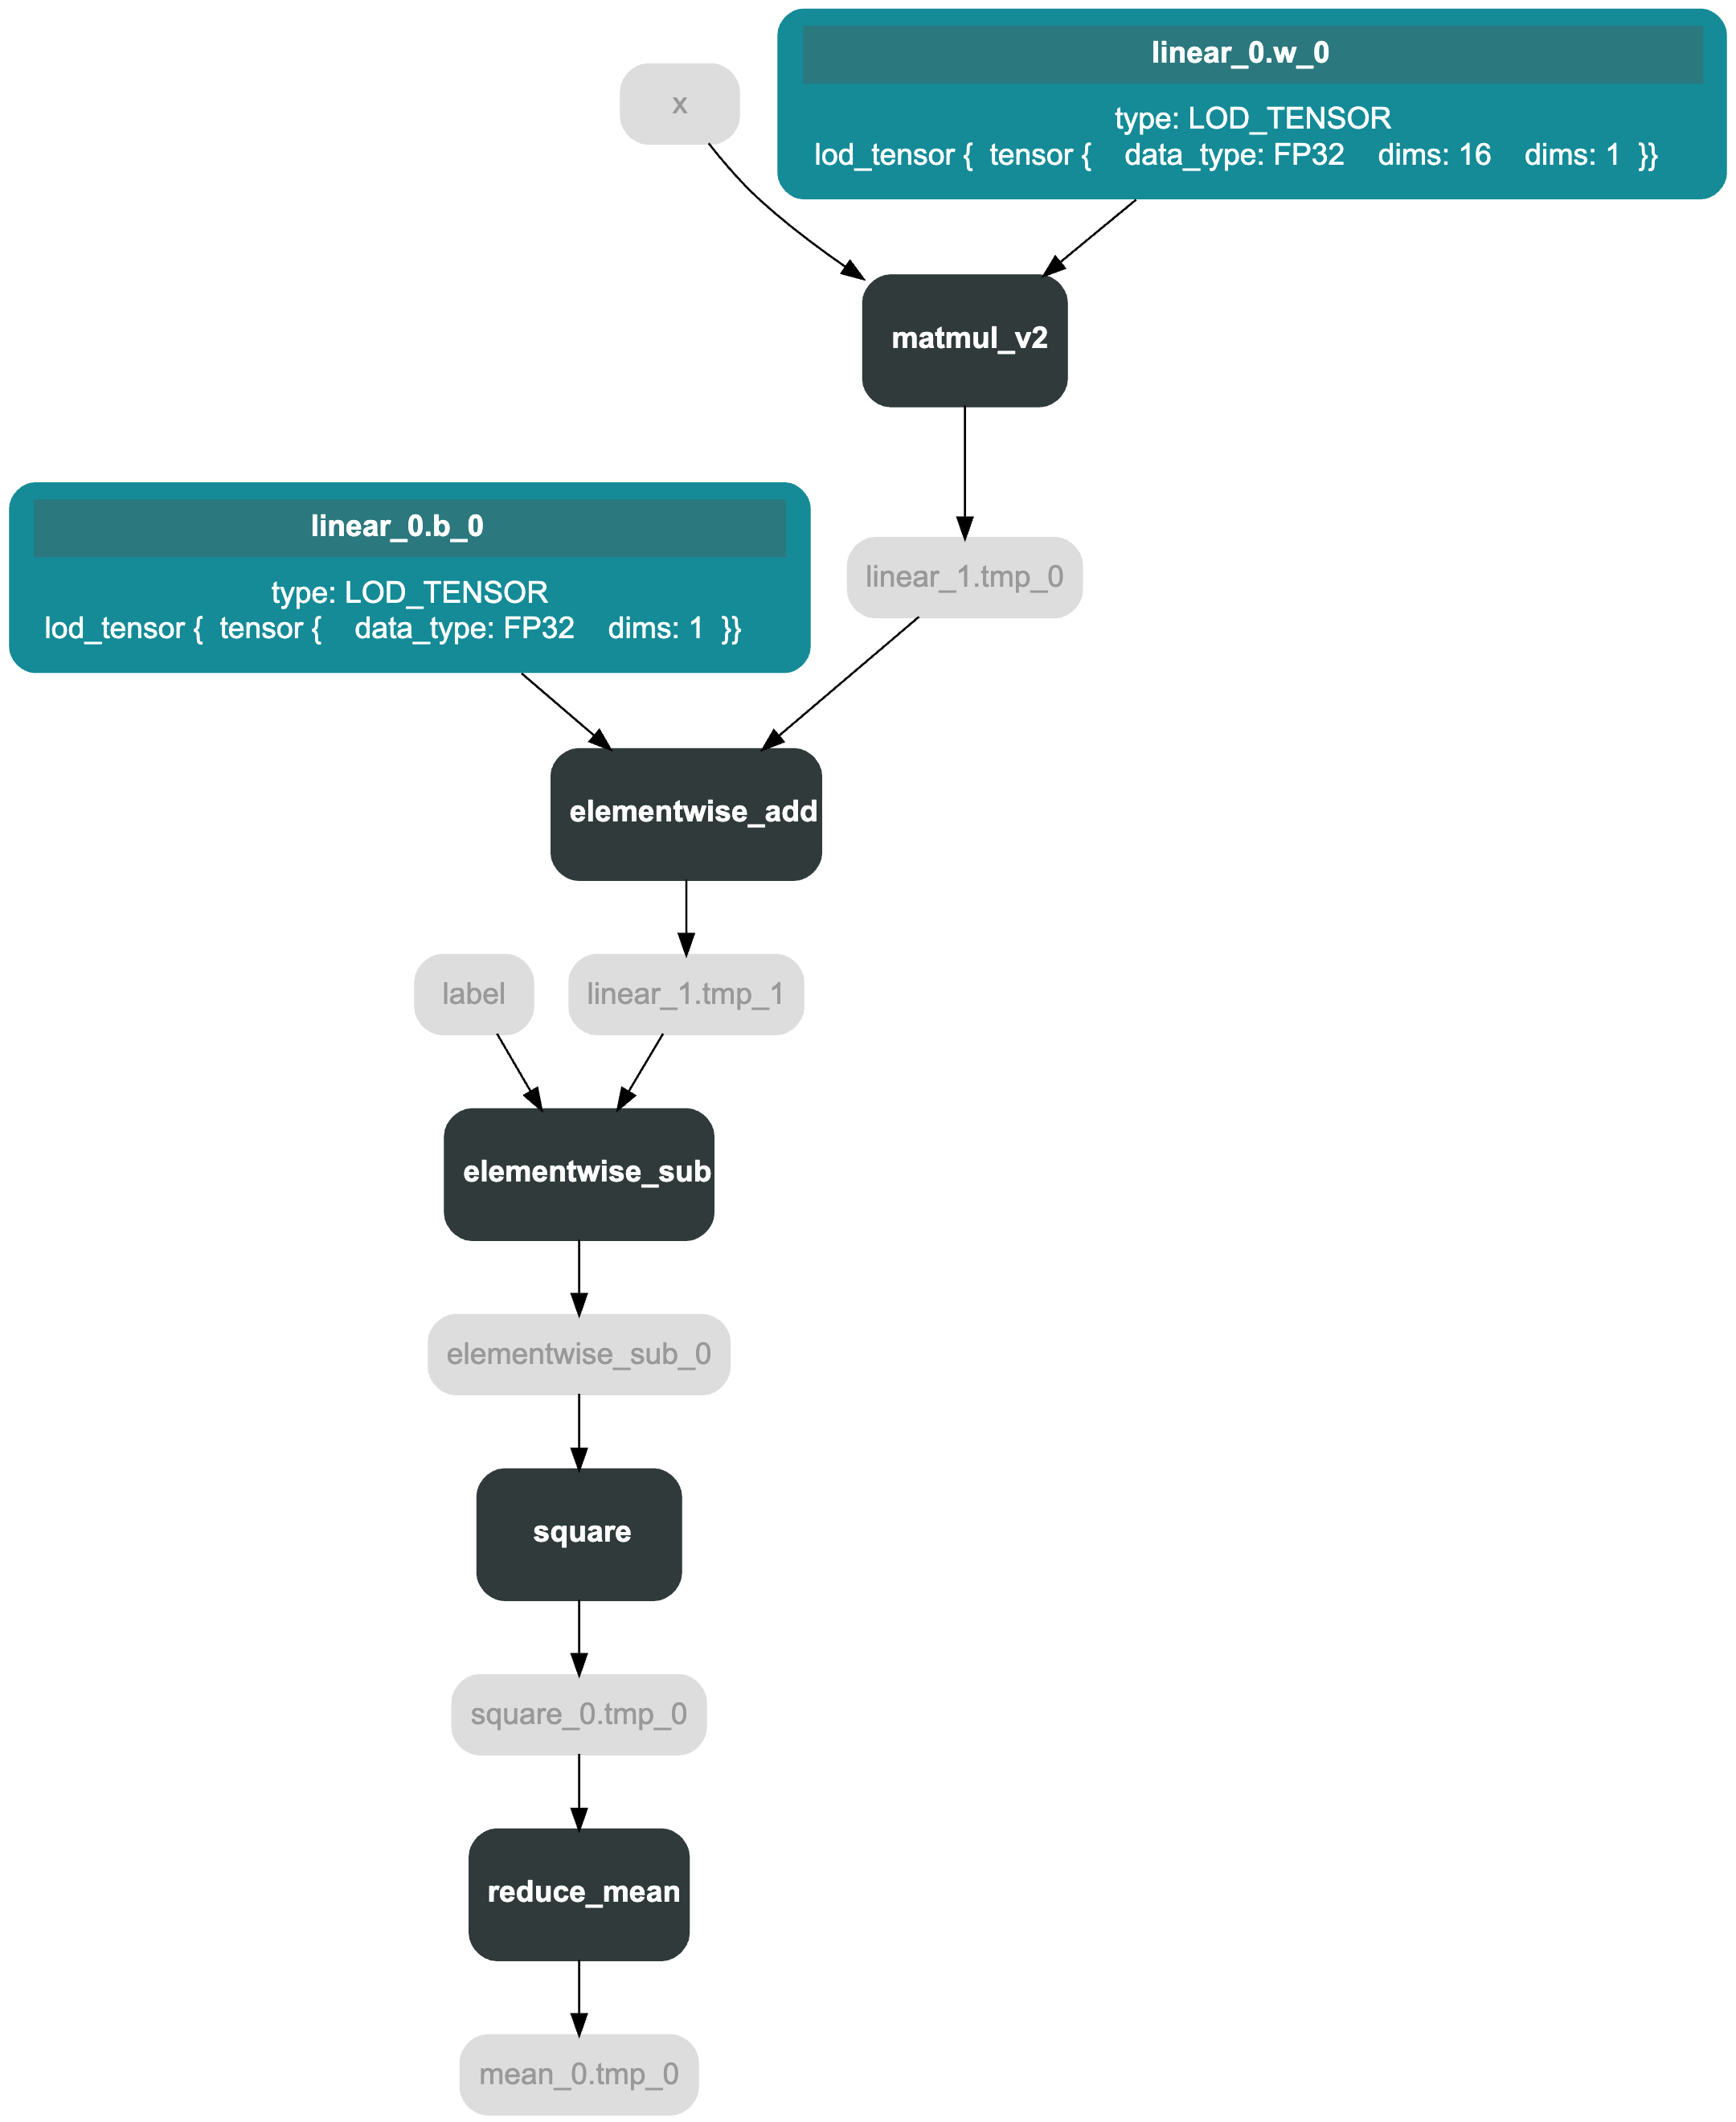 x
linear_0.w_0
type: LOD_TENSOR
lod_tensor { tensor { data_type: FP32 dims: 16 dims: 1 }}
matmul_v2
linear_0.b_0
type: LOD_TENSOR
lod_tensor { tensor { data_type: FP32 dims: 1 }}
linear_1.tmp_0
elementwise_add
label
linear_1.tmp_1
elementwise_sub
elementwise_sub_0
square
square_0.tmp_0
reduce_mean
mean_0.tmp_0